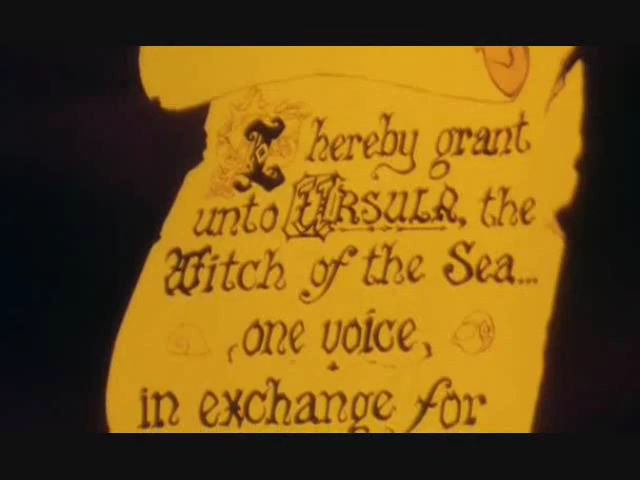 I hereby grant
unto URSULA, the
Witch of the Sea...
one voice,
in exchange for